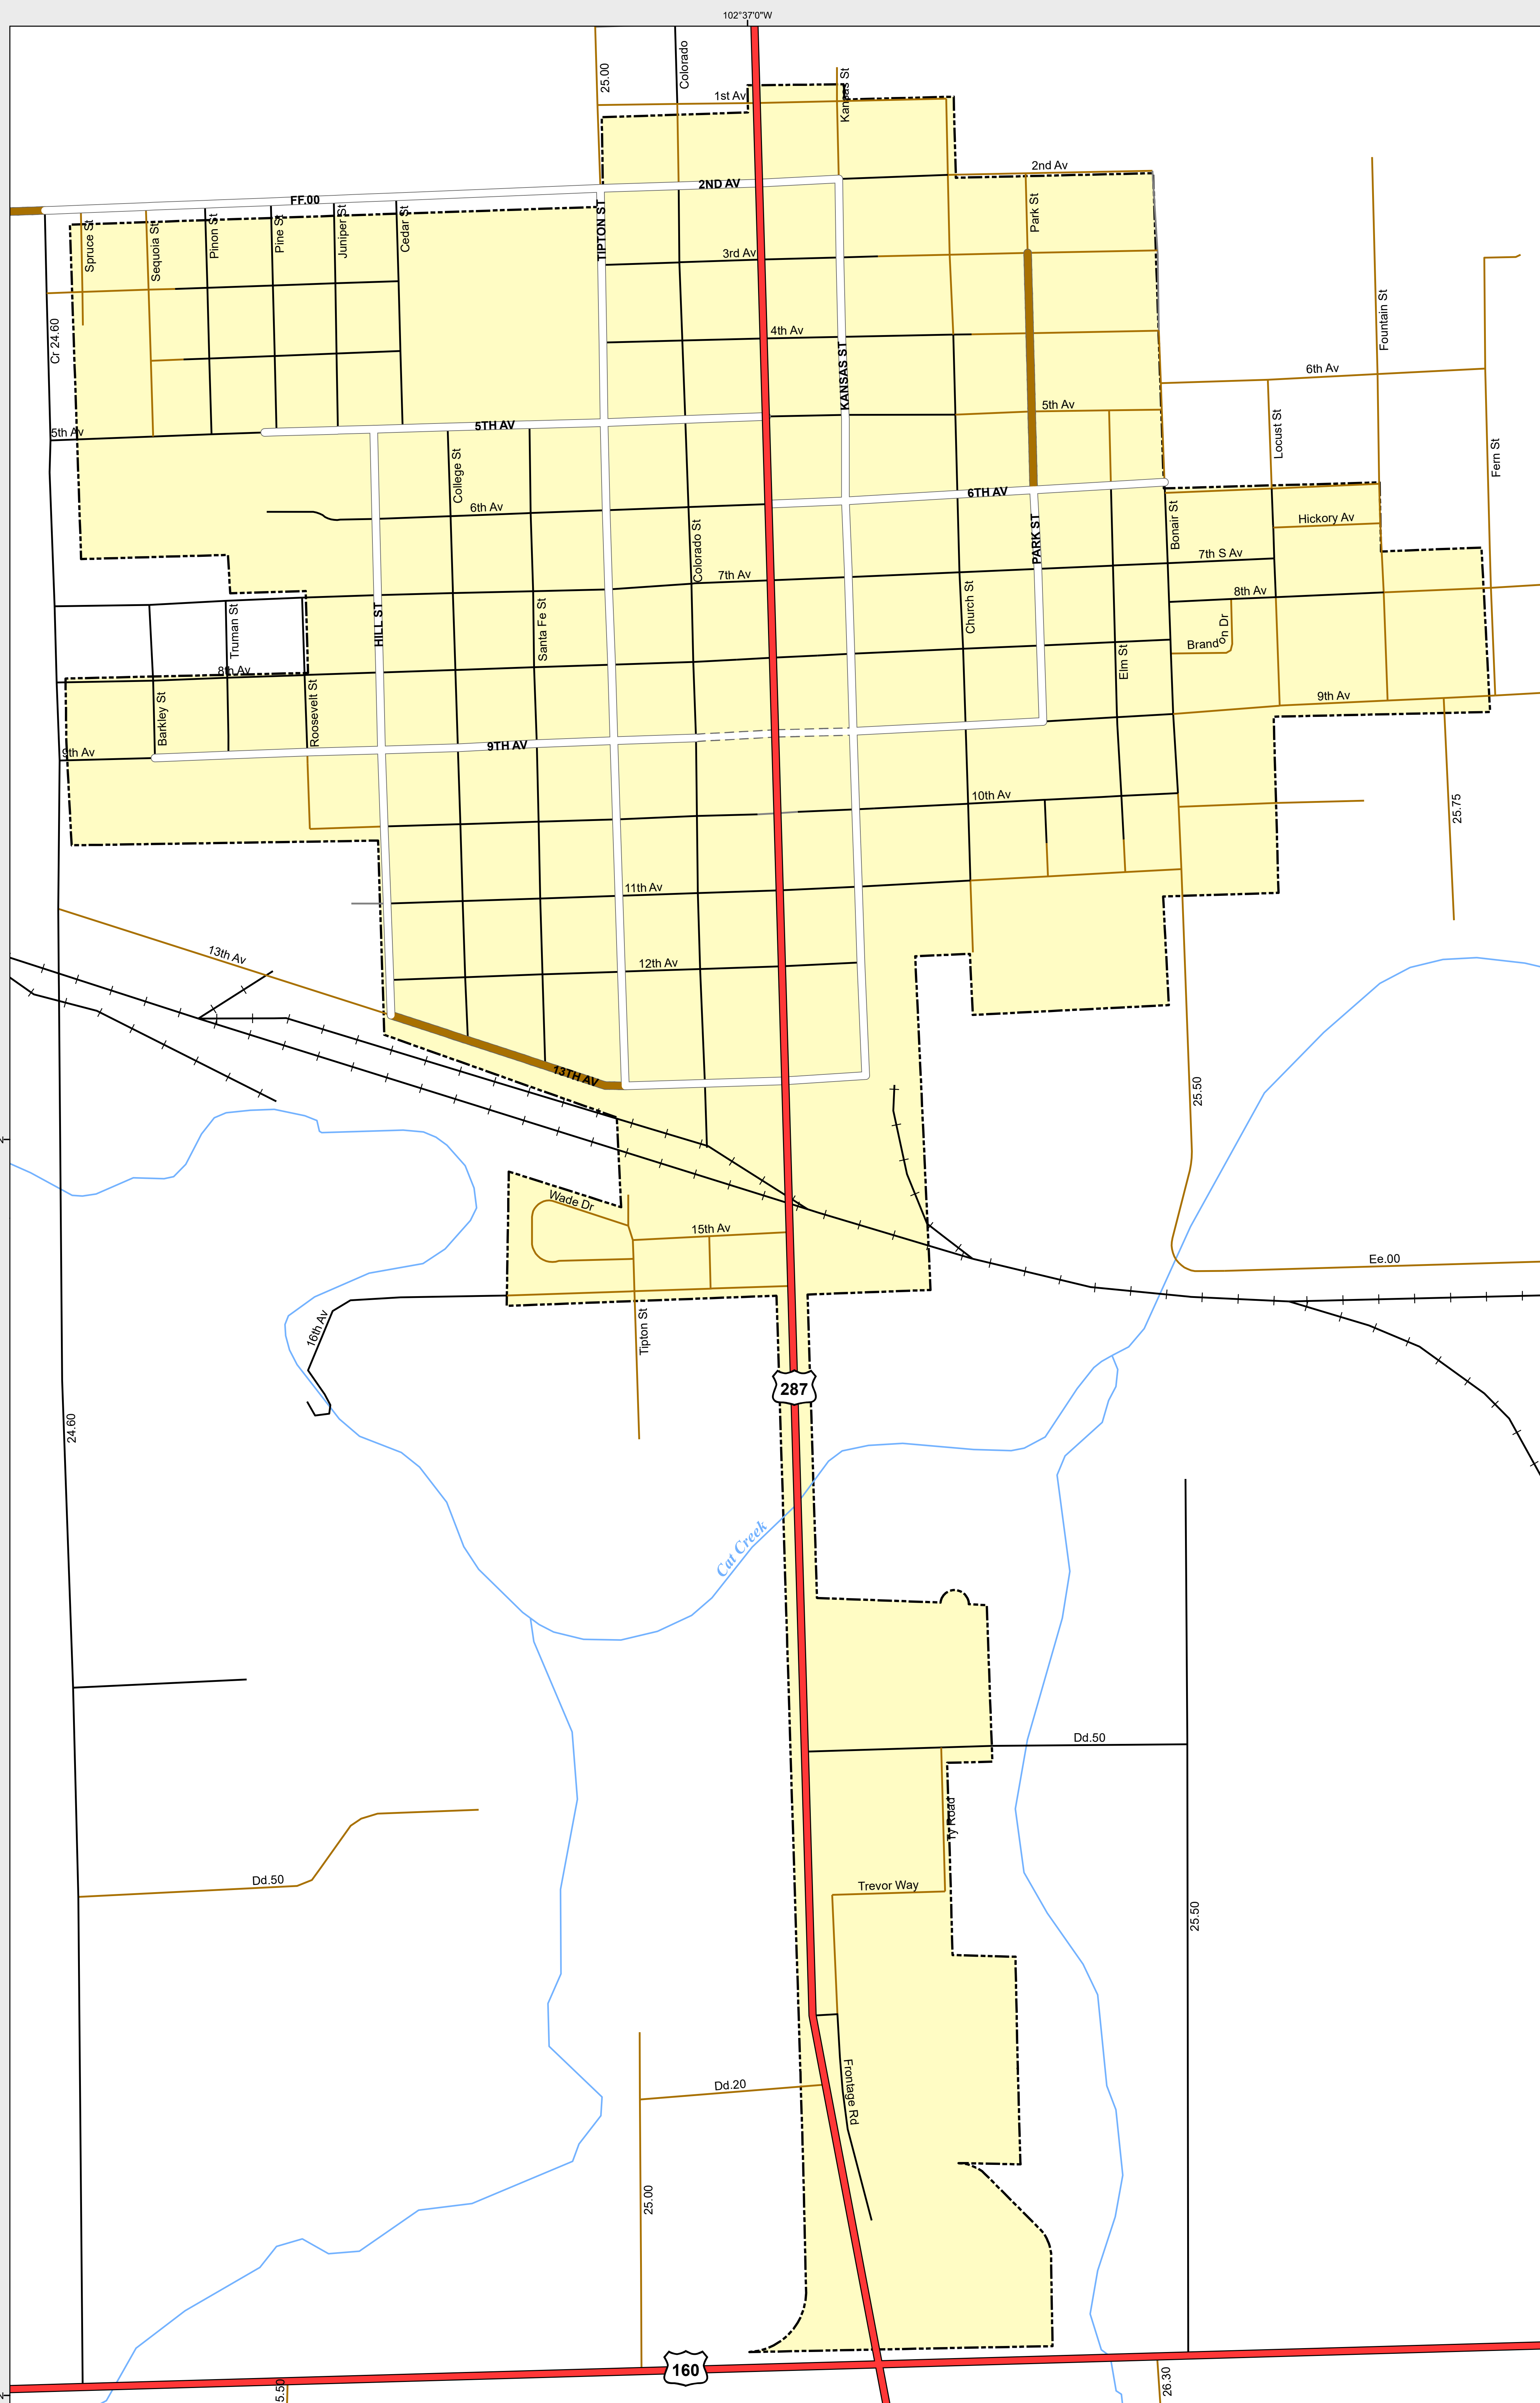 102°37'0"W
25.00
Colorado
Kansas St
1st Av
2nd Av
2ND AV
FF.00
Spruce St
Sequoia St
Pinon St
Pine St
Juniper St
Cedar St
TIPTON ST
Park St
3rd Av
Cr 24.60
4th Av
KANSAS ST
Fountain St
6th Av
5th Av
5TH AV
5th Av
Locust St
Fern St
College St
6th Av
6TH AV
Bonair St
Hickory Av
PARK ST
Colorado St
7th S Av
7th Av
8th Av
Truman St
HILL ST
Santa Fe St
Church St
Brandon Dr
Elm St
8th Av
Barkley St
Roosevelt St
9th Av
9th Av
9TH AV
10th Av
25.75
11th Av
13th Av
12th Av
13TH AV
25.50
Wade Dr
15th Av
Ee.00
16th Av
Tipton St
287
24.60
Cat Creek
Dd.50
Ty Road
Dd.50
Trevor Way
25.50
Frontage Rd
Dd.20
25.00
160
26.30